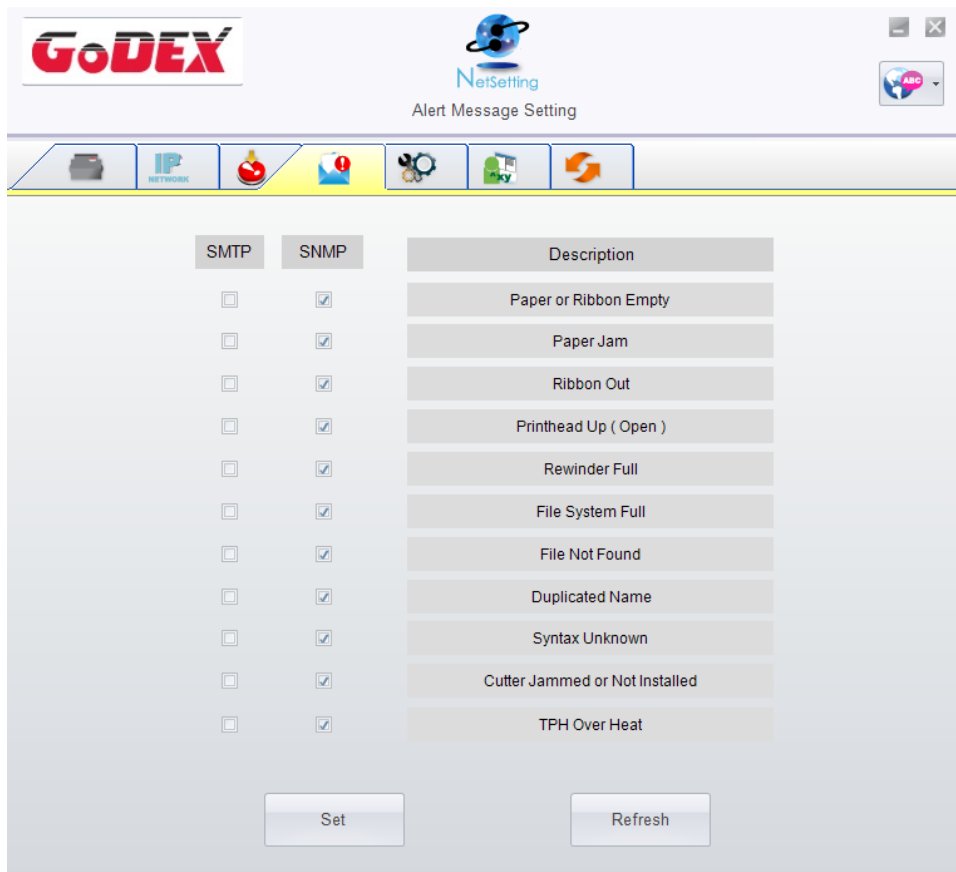 GoDEX
NetSetting
Alert Message Setting
ABC
IP
NETWORK
^XY
SMTP SNMP Description
Paper or Ribbon Empty
Paper Jam
Ribbon Out
Printhead Up ( Open )
Rewinder Full
File System Full
File Not Found
Duplicated Name
Syntax Unknown
Cutter Jammed or Not Installed
TPH Over Heat
Set Refresh